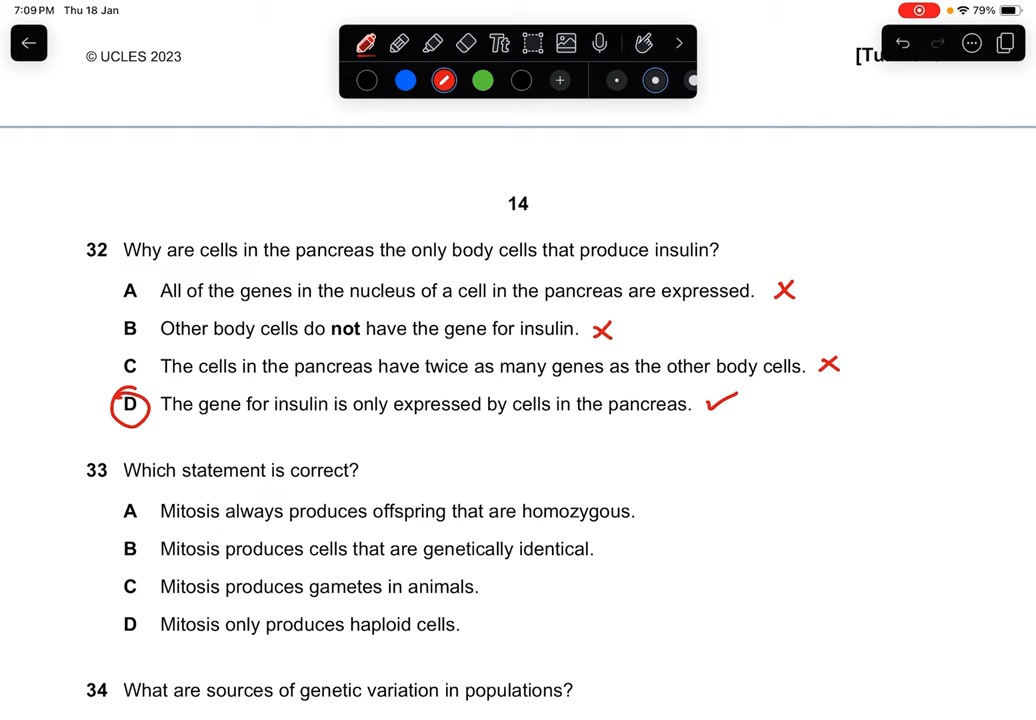 7:09 PM Thu 18 Jan
79%
Tt
© UCLES 2023
[Tu
14
32 Why are cells in the pancreas the only body cells that produce insulin?
A All of the genes in the nucleus of a cell in the pancreas are expressed.
B Other body cells do not have the gene for insulin.
C The cells in the pancreas have twice as many genes as the other body cells.
D The gene for insulin is only expressed by cells in the pancreas.
33 Which statement is correct?
A Mitosis always produces offspring that are homozygous.
B Mitosis produces cells that are genetically identical.
C Mitosis produces gametes in animals.
D Mitosis only produces haploid cells.
34 What are sources of genetic variation in populations?